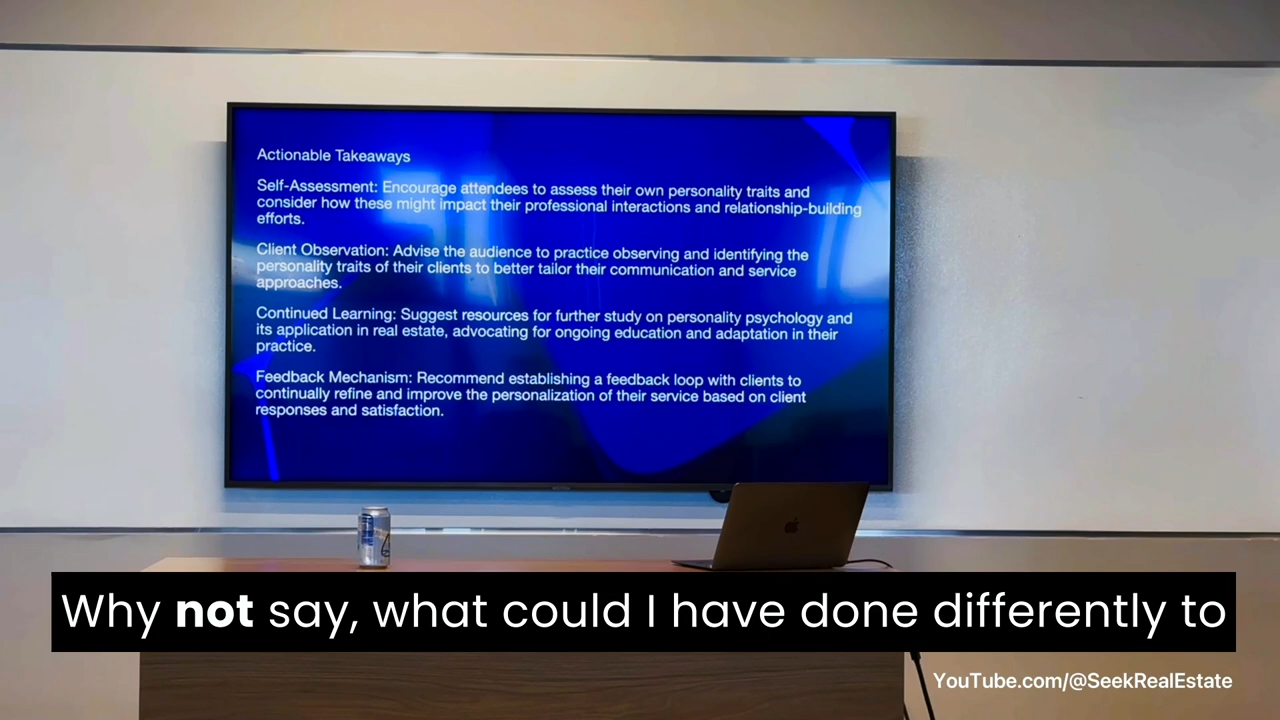 Actionable Takeaways
Self-Assessment: Encourage attendees to assess their own personality traits and
consider how these might impact their professional interactions and relationship-building
efforts.
Client Observation: Advise the audience to practice observing and identifying the
personality traits of their clients to better tailor their communication and service
approaches.
Continued Learning: Suggest resources for further study on personality psychology and
its application in real estate, advocating for ongoing education and adaptation in their
practice.
Feedback Mechanism: Recommend establishing a feedback loop with clients to
continually refine and improve the personalization of their service based on client
responses and satisfaction.
Why not say, what could I have done differently to
YouTube.com/@SeekRealEstate